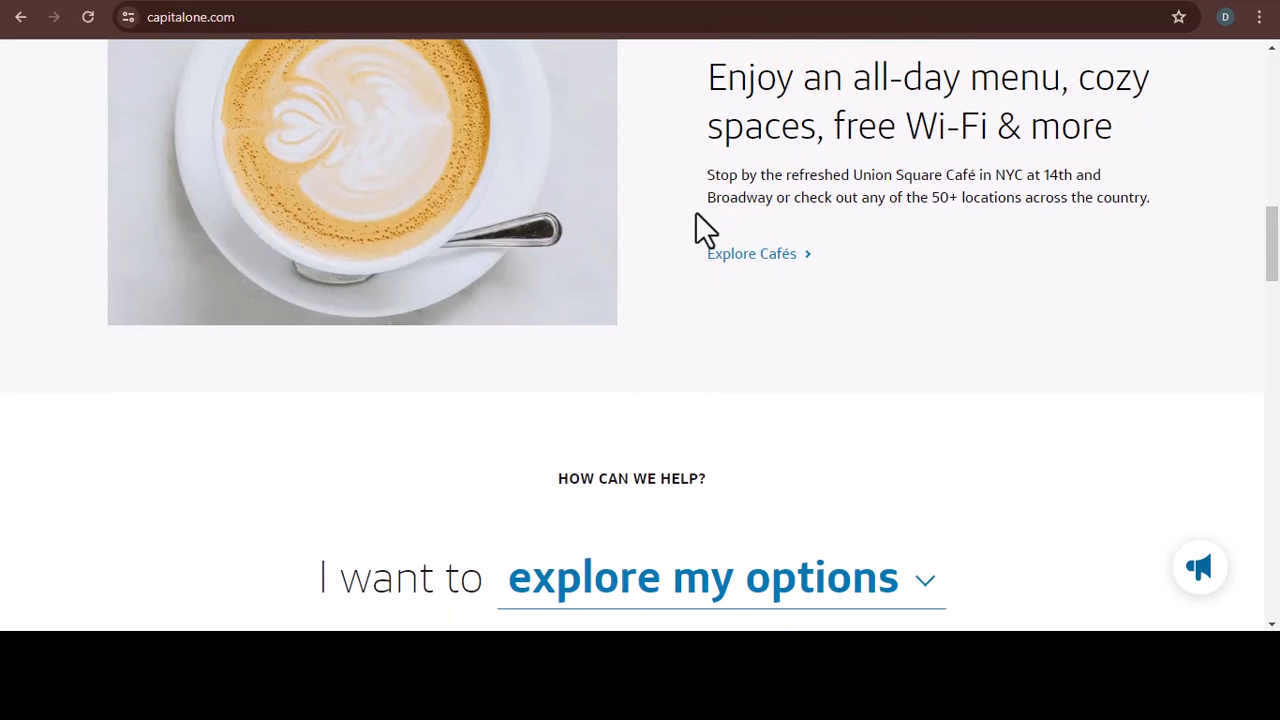 capitalone.com
D
Enjoy an all-day menu, cozy
spaces, free Wi-Fi & more
Stop by the refreshed Union Square Café in NYC at 14th and
Broadway or check out any of the 50+ locations across the country.
Explore Cafés
HOW CAN WE HELP?
I want to explore my options